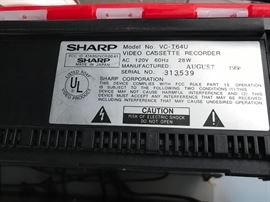 SHARP Model No. VC-T64U
VIDEO CASSETTE RECORDER
SHARP AC 120V 60Hz 28W
MADE IN JAPAN MANUFACTURED: AUGUST
SERIAL NO. 313539
THIS DEVICE COMPLIES WITH FCC RULE PART 15 OPERATION
IS SUBJECT TO THE FOLLOWING TWO CONDITIONS (1) THIS
DEVICE MAY NOT CAUSE HARMFUL INTERFERENCE AND (2) THIS
DEVICE MUST ACCEPT ANY INTERFERENCE THAT MAY BE RECEIVED
INCLUDING INTERFERENCE THAT MAY CAUSE UNDESIRED OPERATION
UL
CAUTION
RISK OF ELECTRIC SHOCK
DO NOT OPEN